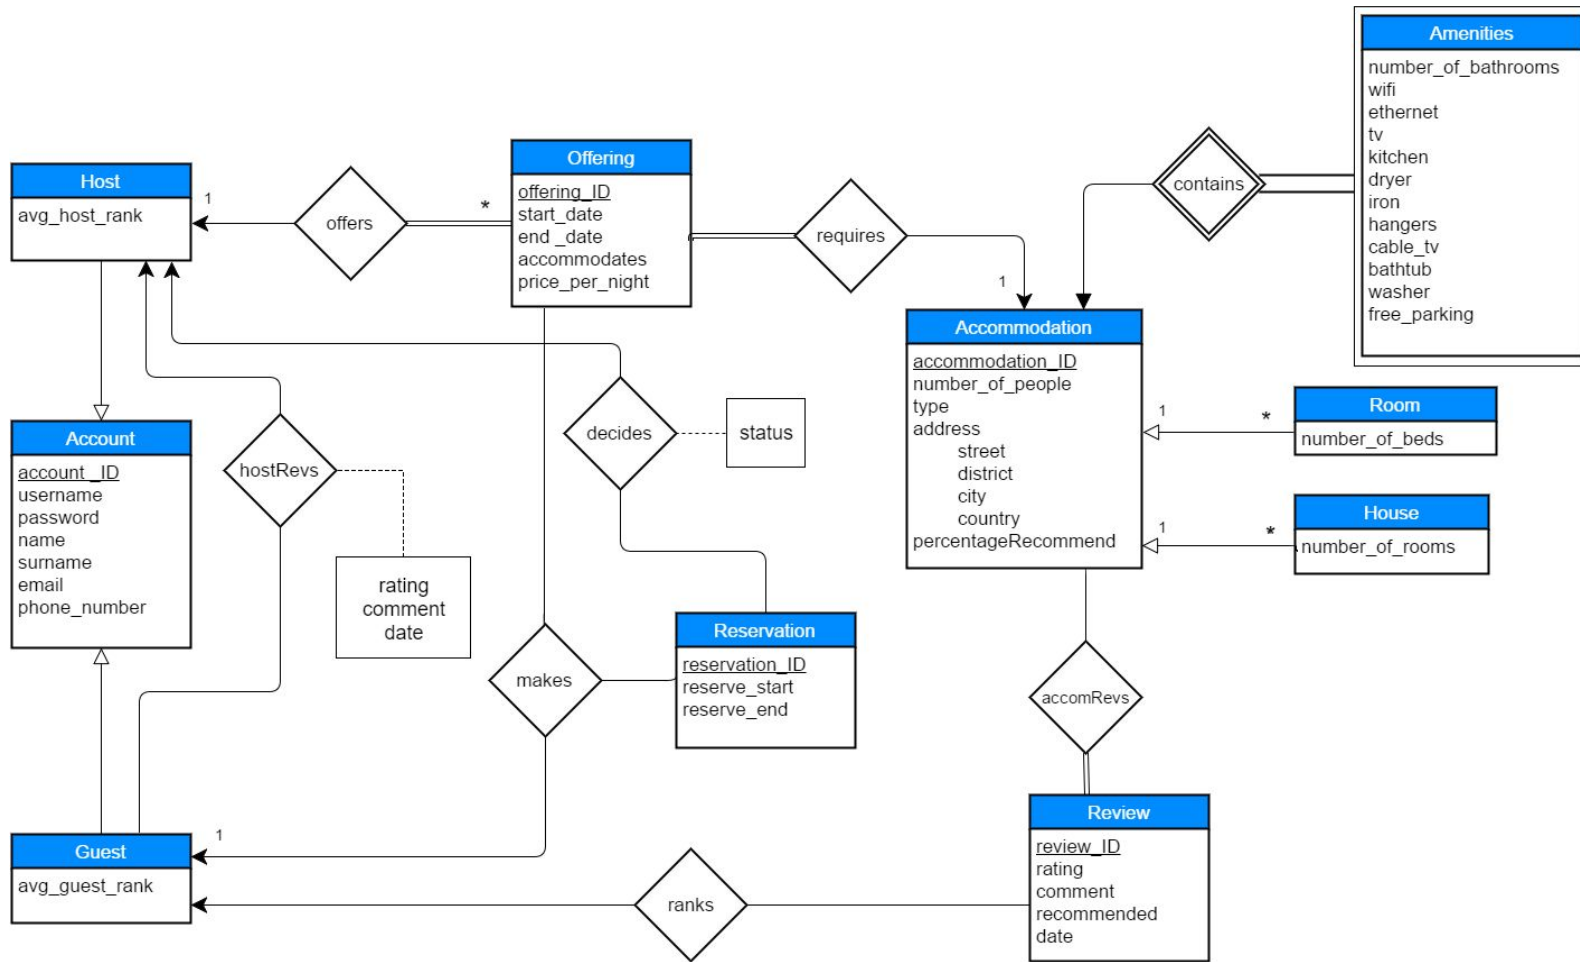 Amenities
number_of_bathrooms
wifi
ethernet
tv
kitchen
dryer
iron
hangers
cable_tv
bathtub
washer
free_parking
contains
Host
avg_host_rank
1
offers
*
Offering
offering_ID
start_date
end _date
accommodates
price_per_night
requires
1
Accommodation
accommodation_ID
number_of_people
type
address
street
district
city
country
percentageRecommend
1
*
Room
number_of_beds
1
*
House
number_of_rooms
decides
status
hostRevs
rating
comment
date
Account
account _ID
username
password
name
surname
email
phone_number
makes
Reservation
reservation_ID
reserve_start
reserve_end
accomRevs
Guest
avg_guest_rank
1
ranks
Review
review_ID
rating
comment
recommended
date